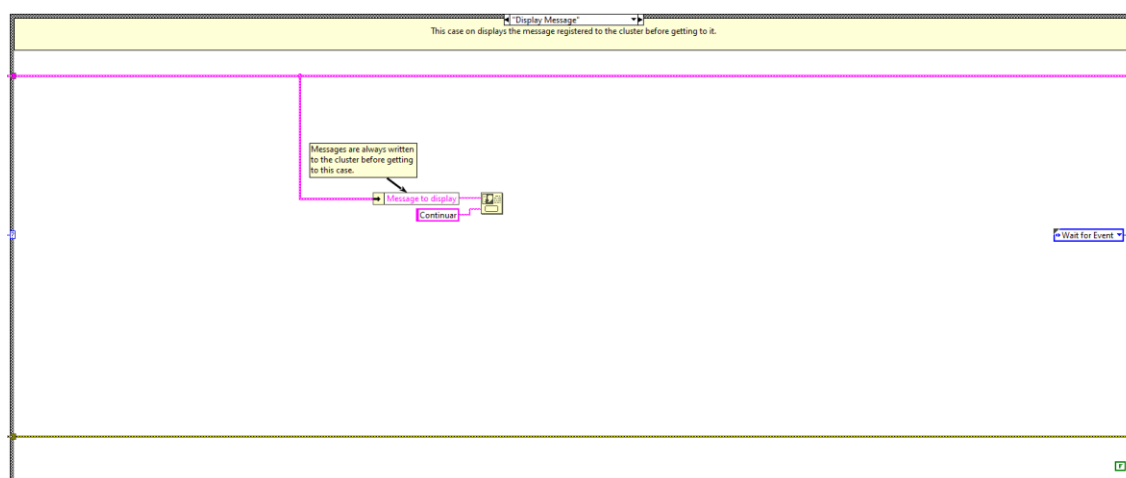 "Display Message"
This case on displays the message registered to the cluster before getting to it.
Messages are always written
to the cluster before getting
to this case.
Message to display
Continuar
?
Wait for Event
F